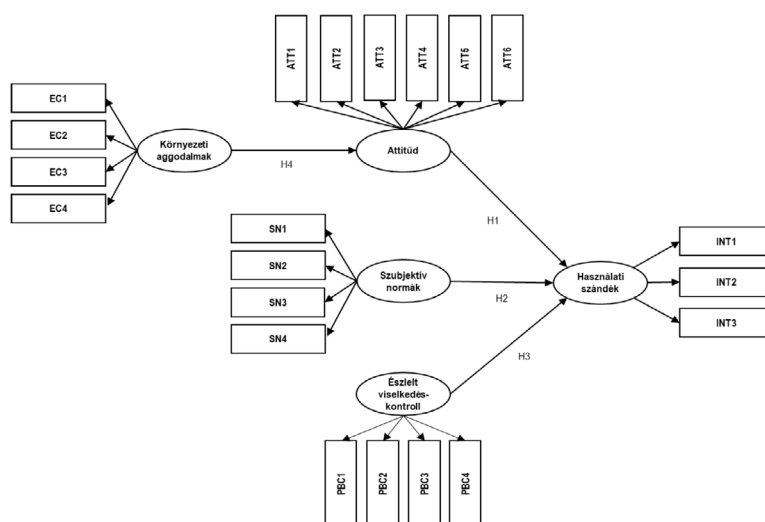 ATT1
ATT2
ATT3
ATT4
ATT5
ATT6
EC1
EC2
EC3
EC4
Környezeti
aggodalmak
H4
Attitűd
H1
SN1
SN2
SN3
SN4
Szubjektív
normák
H2
Használati
szándék
INT1
INT2
INT3
H3
Észlelt
viselkedés-
kontroll
PBC1
PBC2
PBC3
PBC4